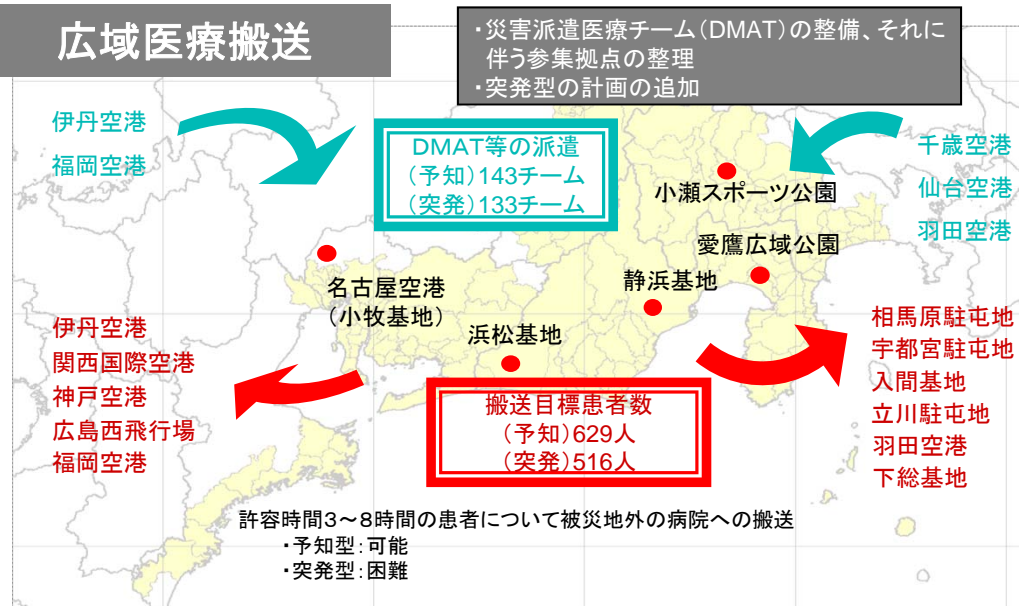 広域医療搬送
・災害派遣医療チーム(DMAT)の整備、それに
伴う参集拠点の整理
・突発型の計画の追加
伊丹空港
福岡空港
DMAT等の派遣
(予知)143チーム
(突発)133チーム
千歳空港
仙台空港
羽田空港
小瀬スポーツ公園
愛鷹広域公園
静浜基地
名古屋空港
(小牧基地)
浜松基地
伊丹空港
関西国際空港
神戸空港
広島西飛行場
福岡空港
搬送目標患者数
(予知)629人
(突発)516人
相馬原駐屯地
宇都宮駐屯地
入間基地
立川駐屯地
羽田空港
下総基地
許容時間3～8時間の患者について被災地外の病院への搬送
・予知型:可能
・突発型:困難